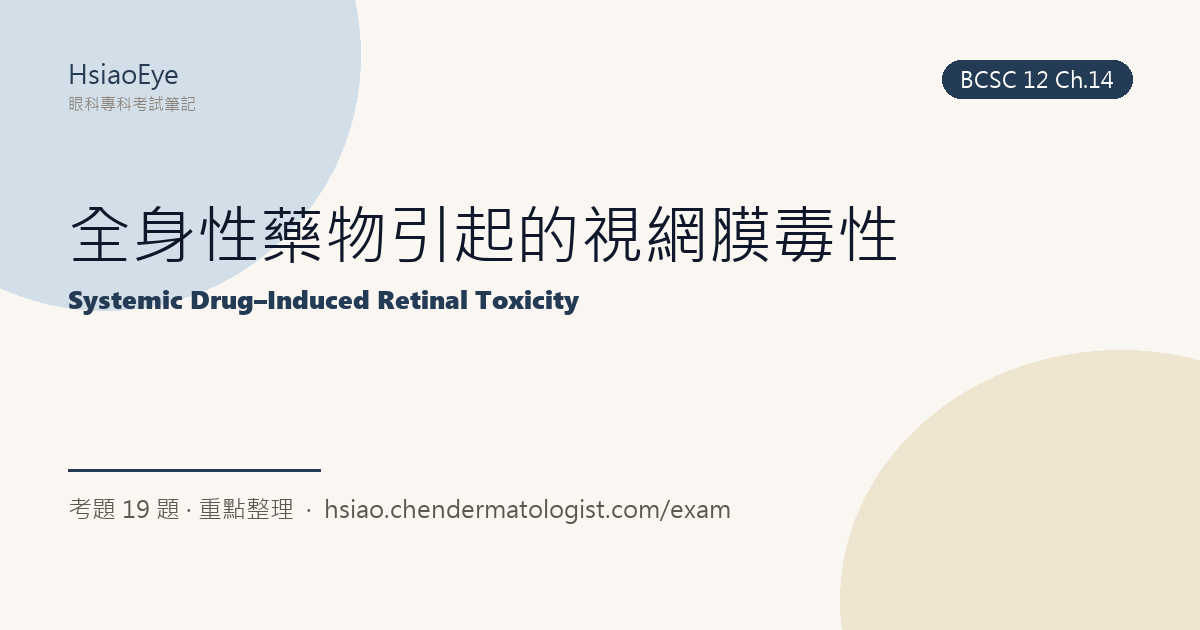 HsiaoEye
眼科專科考試筆記
BCSC 12 Ch.14
全身性藥物引起的視網膜毒性
Systemic Drug–Induced Retinal Toxicity
考題 19 題 · 重點整理 · hsiao.chendermatologist.com/exam